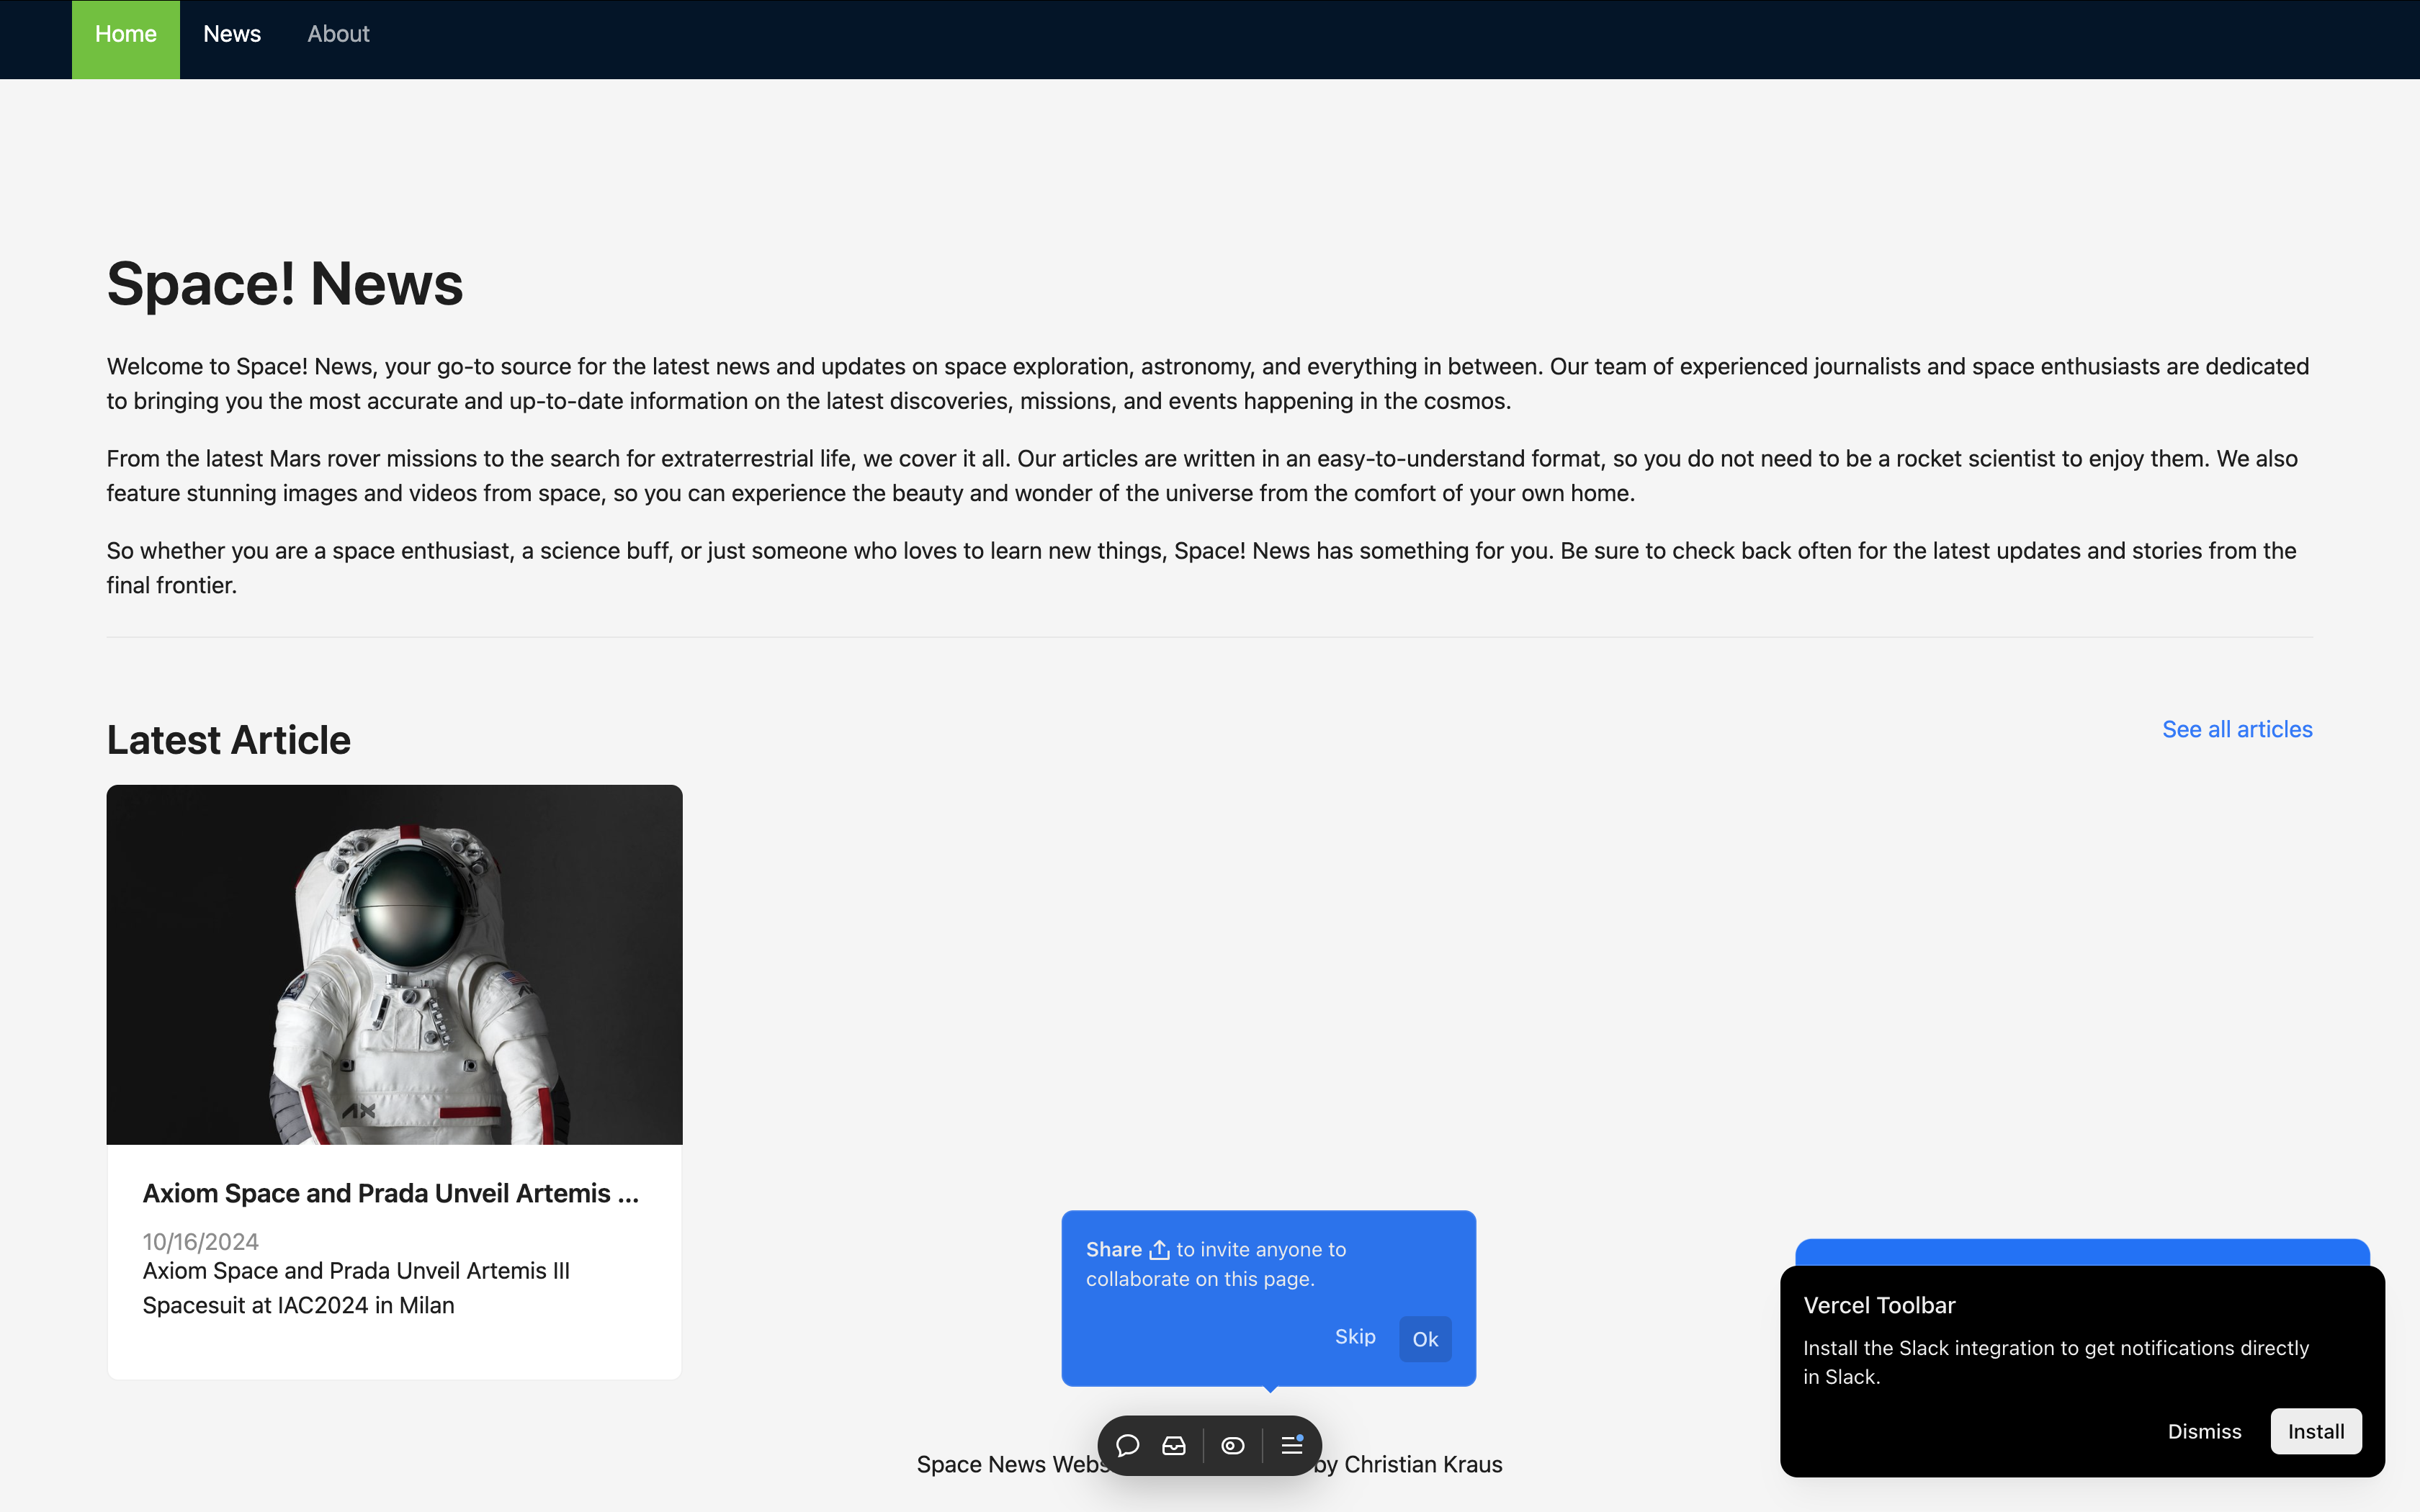 Home
News
About
Space! News
Welcome to Space! News, your go-to source for the latest news and updates on space exploration, astronomy, and everything in between. Our team of experienced journalists and space enthusiasts are dedicated
to bringing you the most accurate and up-to-date information on the latest discoveries, missions, and events happening in the cosmos.
From the latest Mars rover missions to the search for extraterrestrial life, we cover it all. Our articles are written in an easy-to-understand format, so you do not need to be a rocket scientist to enjoy them. We also
feature stunning images and videos from space, so you can experience the beauty and wonder of the universe from the comfort of your own home.
So whether you are a space enthusiast, a science buff, or just someone who loves to learn new things, Space! News has something for you. Be sure to check back often for the latest updates and stories from the
final frontier.
Latest Article
See all articles
AX
Axiom Space and Prada Unveil Artemis ...
10/16/2024
Axiom Space and Prada Unveil Artemis III
Spacesuit at IAC2024 in Milan
Share to invite anyone to
collaborate on this page.
Skip
Ok
Vercel Toolbar
Install the Slack integration to get notifications directly
in Slack.
Dismiss
Install
Space News by Christian Kraus